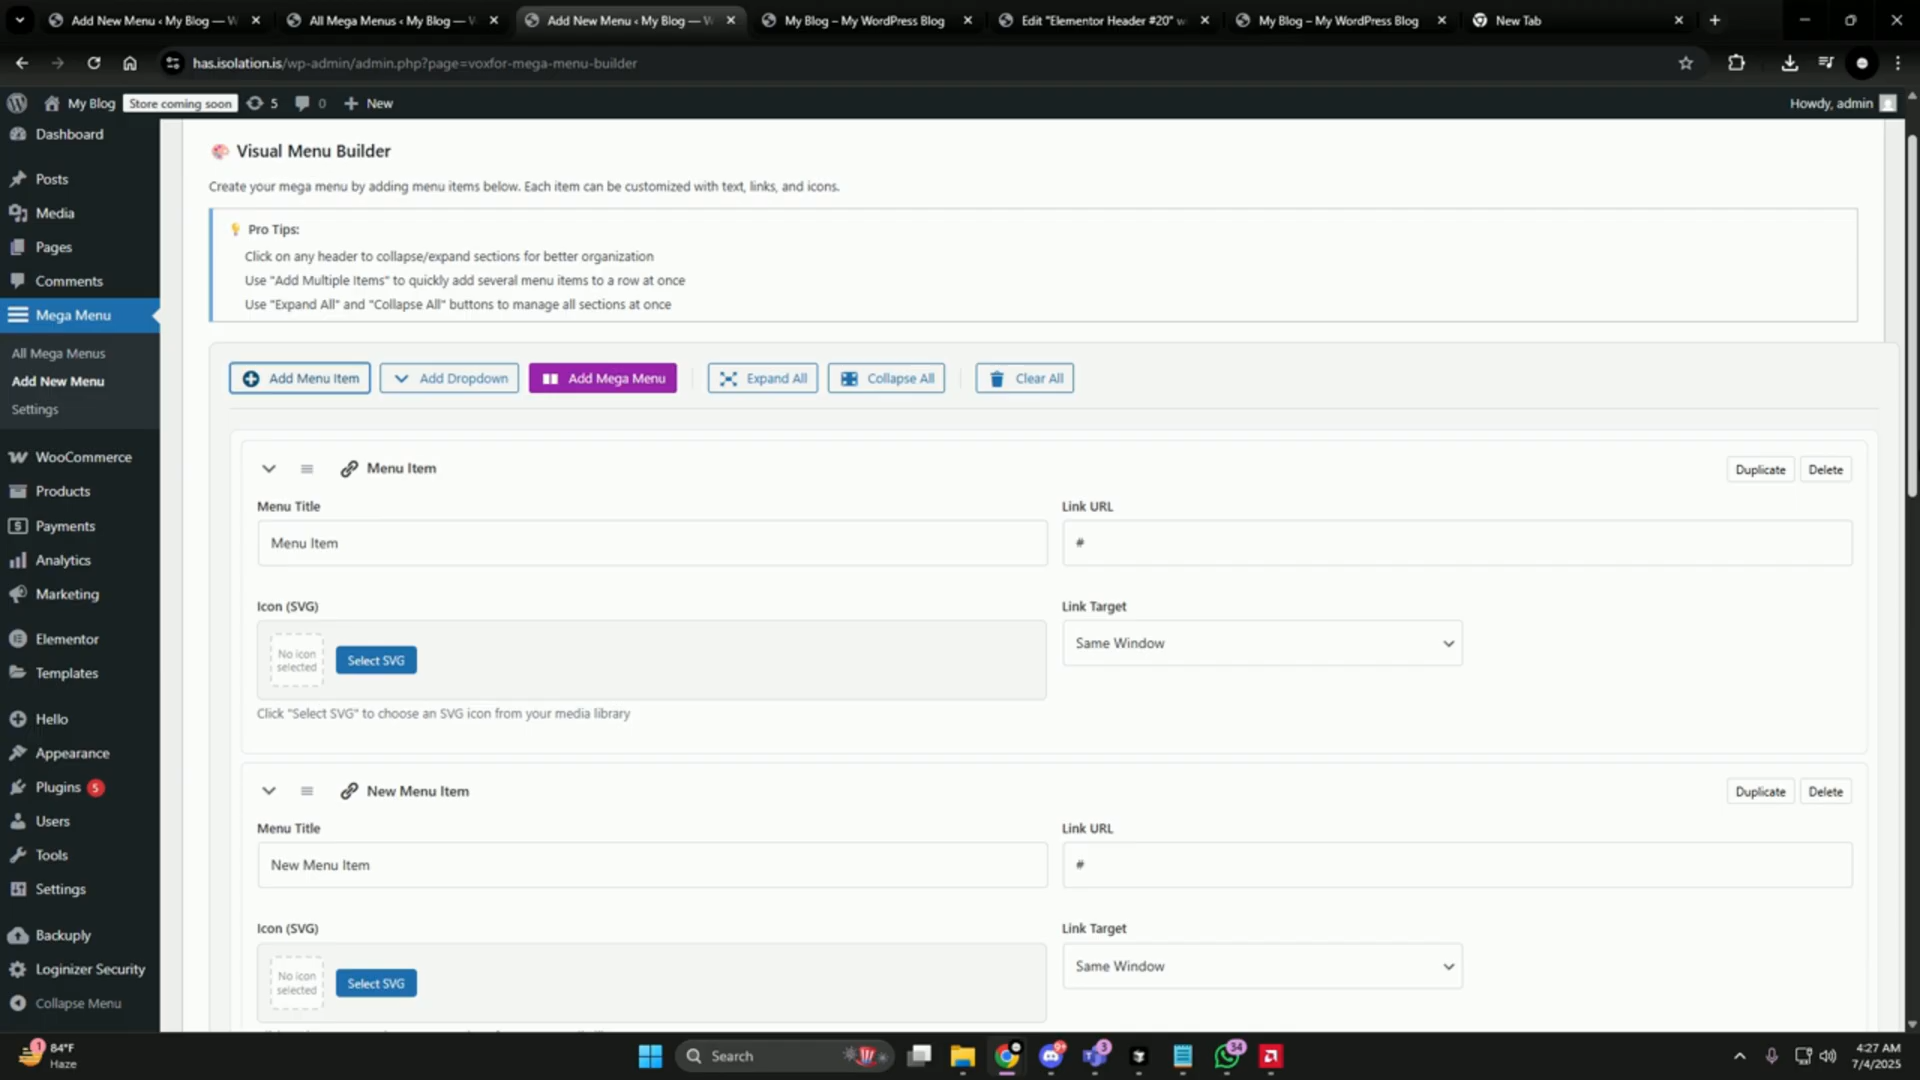 Add New Menu ‹ My Blog — W
All Mega Menus ‹ My Blog — 
Add New Menu ‹ My Blog — W
My Blog – My WordPress Blog
Edit "Elementor Header #20" w
My Blog – My WordPress Blog
New Tab
has.isolation.is/wp-admin/admin.php?page=voxfor-mega-menu-builder
My Blog
Store coming soon
5
0
New
Howdy, admin
Dashboard
Posts
Media
Pages
Comments
Mega Menu
All Mega Menus
Add New Menu
Settings
WooCommerce
Products
Payments
Analytics
Marketing
Elementor
Templates
Hello
Appearance
Plugins 5
Users
Tools
Settings
Backuply
Loginizer Security
Collapse Menu
Visual Menu Builder
Create your mega menu by adding menu items below. Each item can be customized with text, links, and icons.
Pro Tips:
Click on any header to collapse/expand sections for better organization
Use "Add Multiple Items" to quickly add several menu items to a row at once
Use "Expand All" and "Collapse All" buttons to manage all sections at once
Add Menu Item
Add Dropdown
Add Mega Menu
Expand All
Collapse All
Clear All
Menu Item
Duplicate
Delete
Menu Title
Link URL
Menu Item
#
Icon (SVG)
Link Target
No icon
selected
Select SVG
Same Window
Click "Select SVG" to choose an SVG icon from your media library
New Menu Item
Duplicate
Delete
Menu Title
Link URL
New Menu Item
#
Icon (SVG)
Link Target
No icon
selected
Select SVG
Same Window
1
84°F
Haze
Search
9+
3
34
4:27 AM
7/4/2025